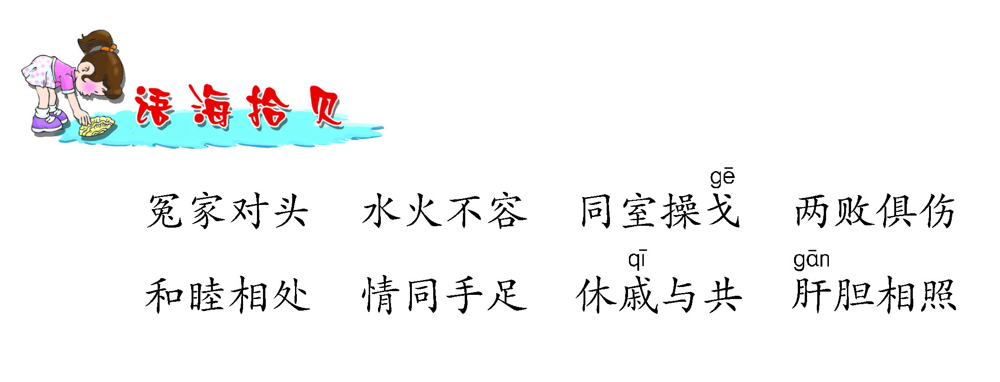 语海拾贝
gē
冤家对头 水火不容 同室操戈 两败俱伤
qī gān
和睦相处 情同手足 休戚与共 肝胆相照